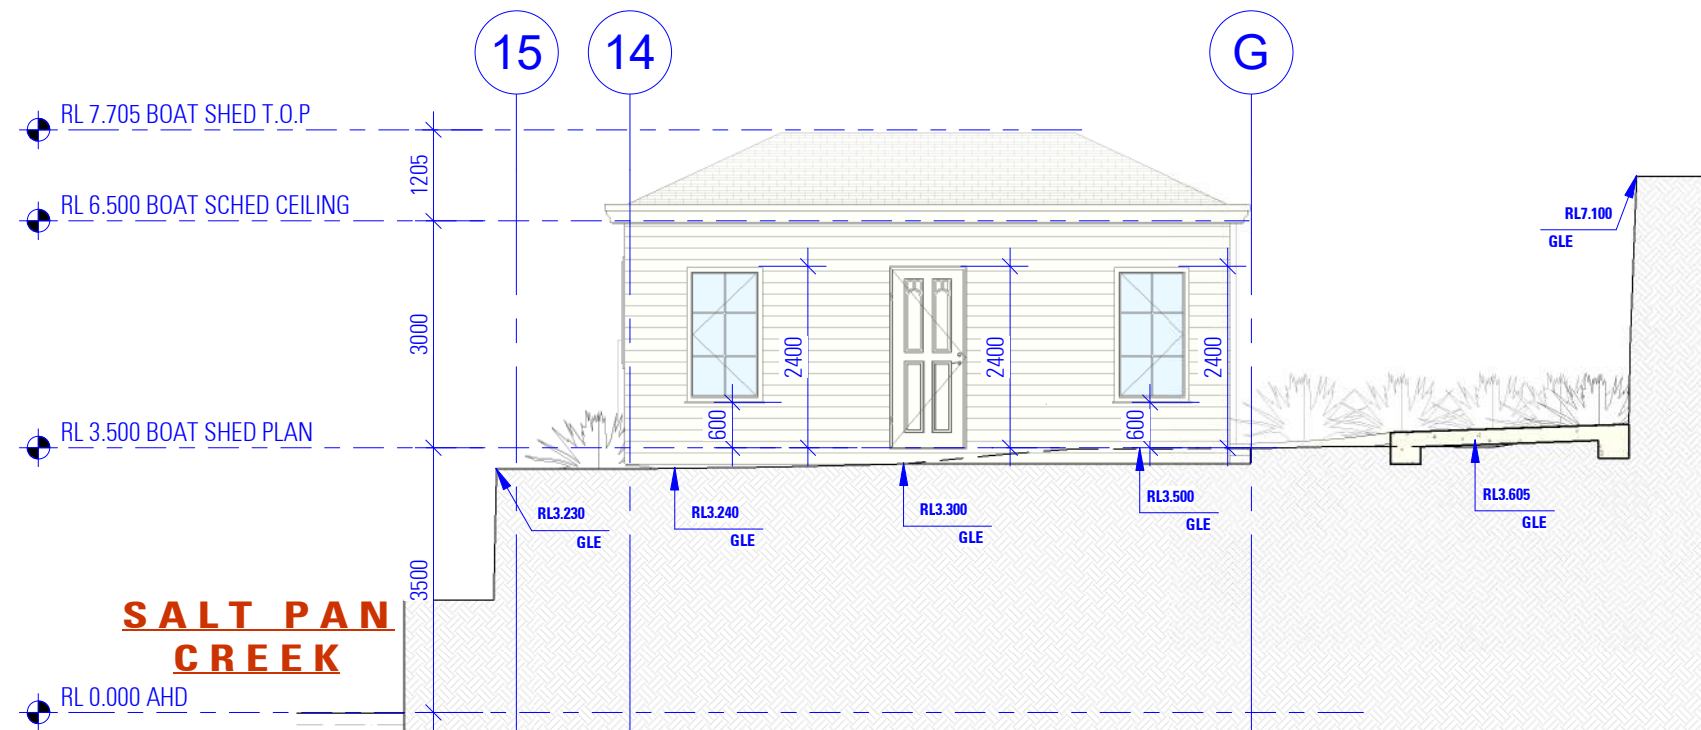 15
14
G
RL 7.705 BOAT SHED T.O.P
1205
RL 6.500 BOAT SCHED CEILING
RL7.100
GLE
3000
2400
2400
2400
600
600
RL 3.500 BOAT SHED PLAN
RL3.230
GLE
RL3.240
GLE
RL3.300
GLE
RL3.500
GLE
RL3.605
GLE
3500
SALT PAN
CREEK
RL 0.000 AHD